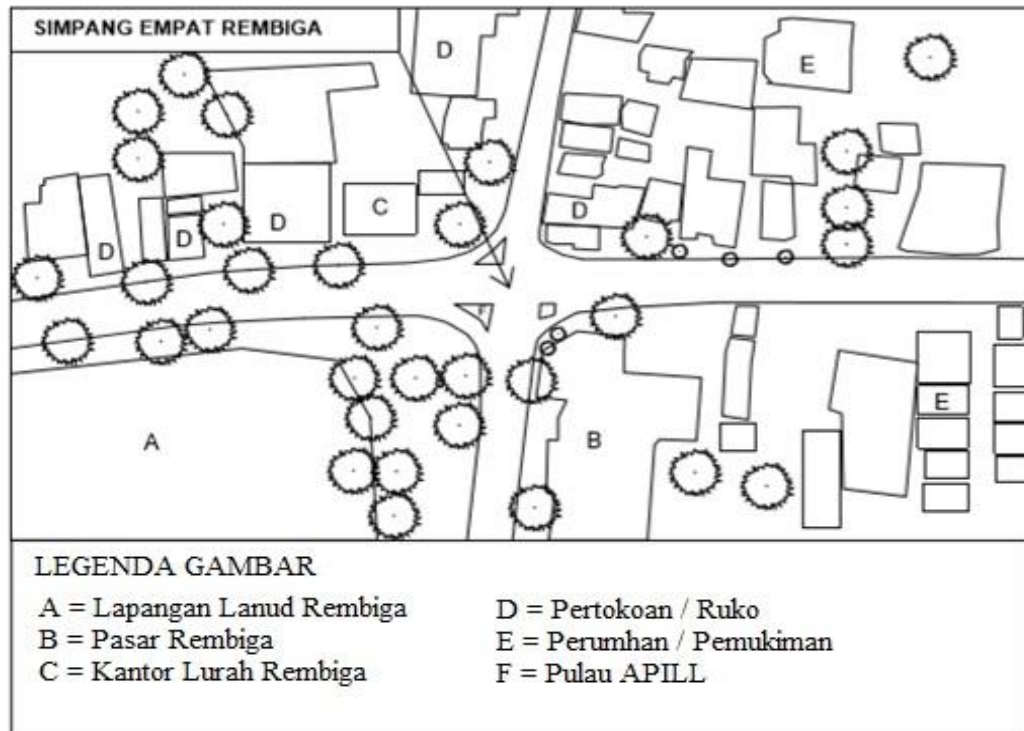 SIMPANG EMPAT REMBIGA
D
E
D
D
D
C
D
F
A
B
E
LEGENDA GAMBAR
A = Lapangan Lanud Rembiga
B = Pasar Rembiga
C = Kantor Lurah Rembiga
D = Pertokoan / Ruko
E = Perumhan / Pemukiman
F = Pulau APILL